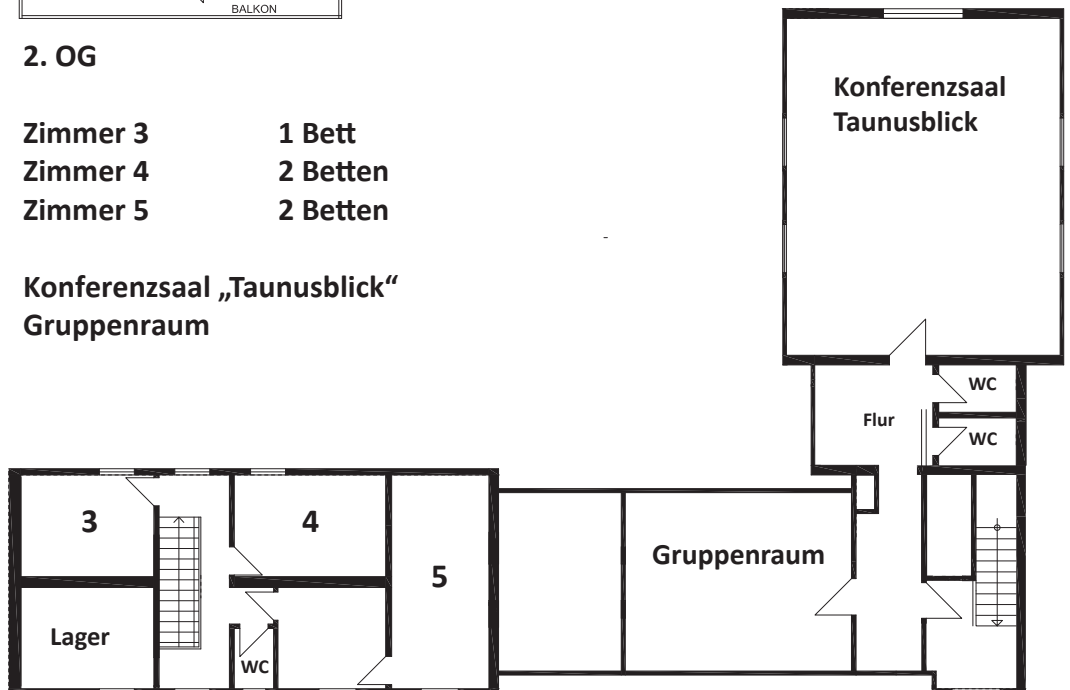 BALKON
2. OG
Zimmer 3 1 Bett
Zimmer 4 2 Betten
Zimmer 5 2 Betten
Konferenzsaal „Taunusblick“
Gruppenraum
Konferenzsaal
Taunusblick
WC
Flur
WC
3
4
5
Gruppenraum
Lager
WC